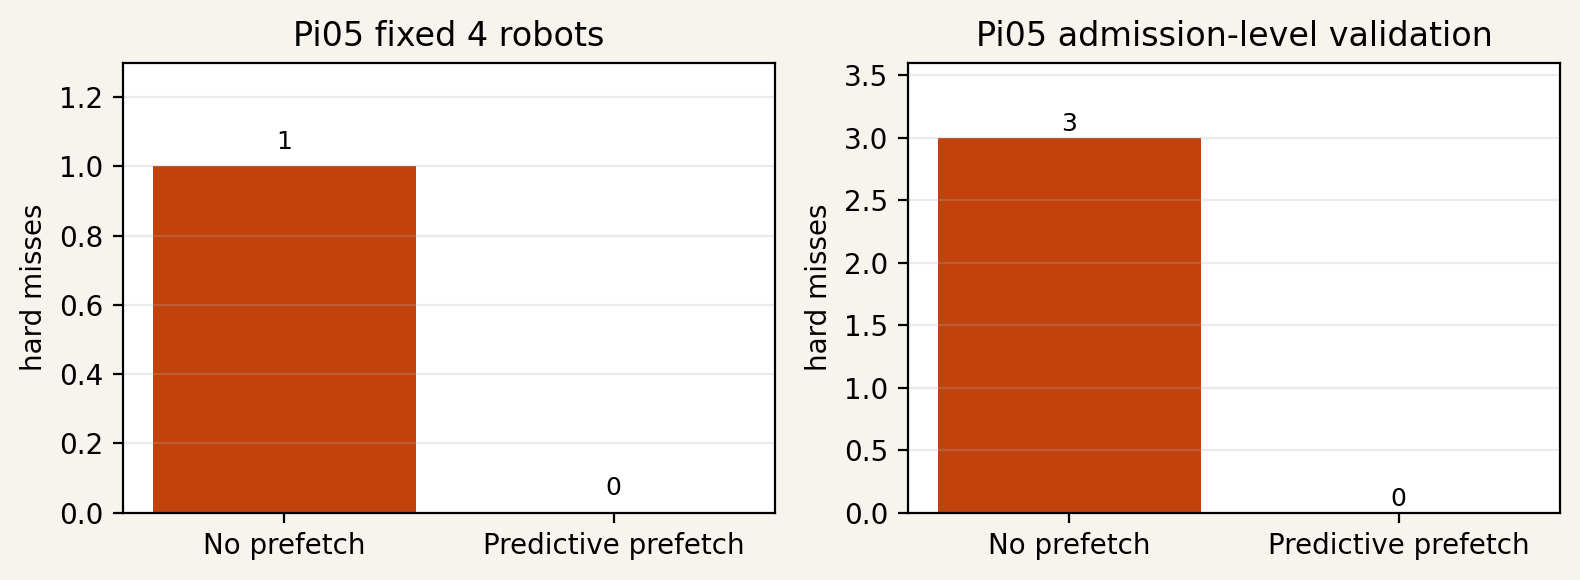 Pi05 fixed 4 robots
hard misses
1.2
1.0
0.8
0.6
0.4
0.2
0.0
1
0
No prefetch
Predictive prefetch
Pi05 admission-level validation
hard misses
3.5
3.0
2.5
2.0
1.5
1.0
0.5
0.0
3
0
No prefetch
Predictive prefetch